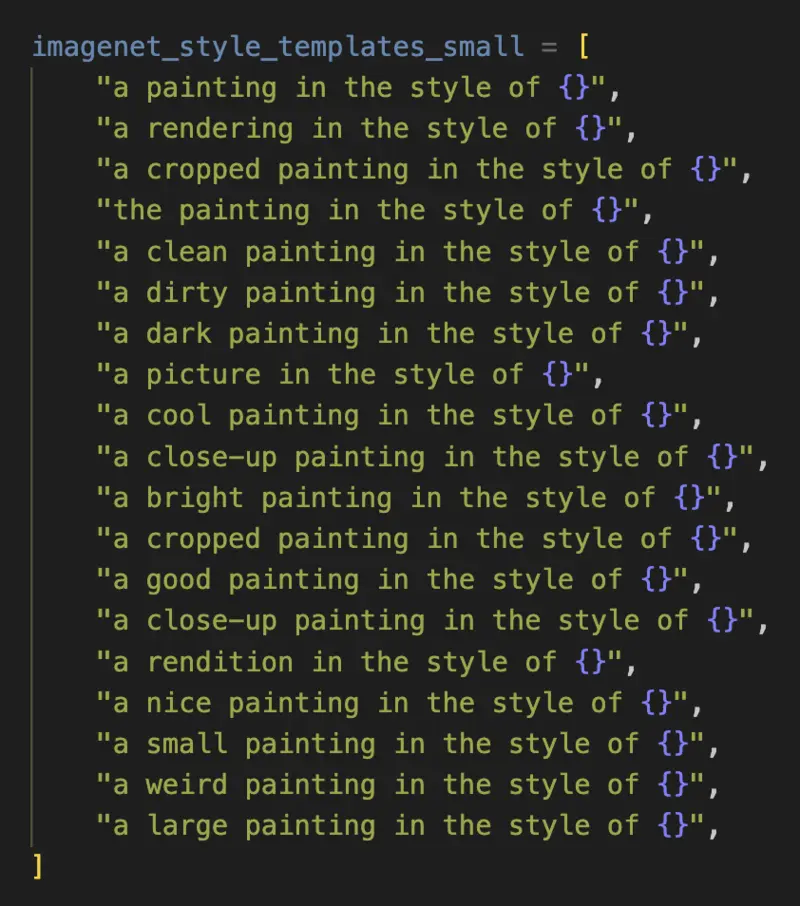 imagenet_style_templates_small = [
    "a painting in the style of {}",
    "a rendering in the style of {}",
    "a cropped painting in the style of {}",
    "the painting in the style of {}",
    "a clean painting in the style of {}",
    "a dirty painting in the style of {}",
    "a dark painting in the style of {}",
    "a picture in the style of {}",
    "a cool painting in the style of {}",
    "a close-up painting in the style of {}",
    "a bright painting in the style of {}",
    "a cropped painting in the style of {}",
    "a good painting in the style of {}",
    "a close-up painting in the style of {}",
    "a rendition in the style of {}",
    "a nice painting in the style of {}",
    "a small painting in the style of {}",
    "a weird painting in the style of {}",
    "a large painting in the style of {}",
]